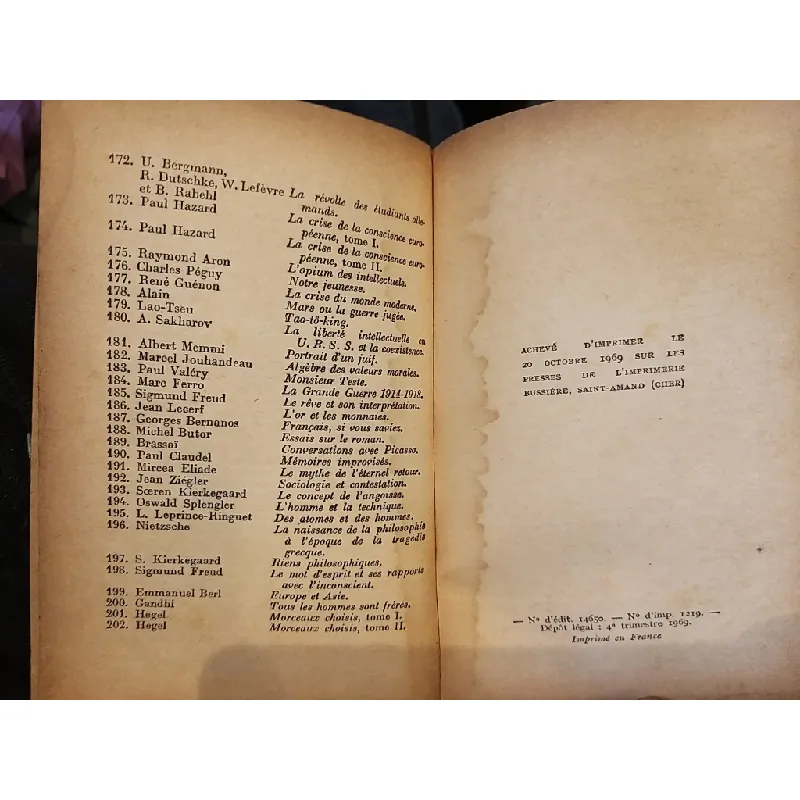 172. U. Bergmann,
R. Dutschke, W. Lefèvre
et B. Rabehl La révolte des étudiants alle-
mands.
173. Paul Hazard La crise de la conscience euro-
péenne, tome I.
174. Paul Hazard La crise de la conscience euro-
péenne, tome II.
175. Raymond Aron L'opium des intellectuels.
176. Charles Péguy Notre jeunesse.
177. René Guénon La crise du monde moderne.
178. Alain Mars ou la guerre jugée.
179. Lao-Tseu Tao-tö-king.
180. A. Sakharov La liberté intellectuelle en
U. R. S. S. et la coexistence.
181. Albert Memmi Portrait d'un juif.
182. Marcel Jouhandeau Algèbre des valeurs morales.
183. Paul Valéry Monsieur Teste.
184. Marc Ferro La Grande Guerre 1914-1918.
185. Sigmund Freud Le rêve et son interprétation.
186. Jean Lecerf L'or et les monnaies.
187. Georges Bernanos Français, si vous saviez.
188. Michel Butor Essais sur le roman.
189. Brassaï Conversations avec Picasso.
190. Paul Claudel Mémoires improvisés.
191. Mircea Eliade Le mythe de l'éternel retour.
192. Jean Ziégler Sociologie et contestation.
193. Sœren Kierkegaard Le concept de l'angoisse.
194. Oswald Splengler L'homme et la technique.
195. L. Leprince-Ringuet Des atomes et des hommes.
196. Nietzsche La naissance de la philosophie
à l'époque de la tragédie
grecque.
197. S. Kierkegaard Riens philosophiques.
198. Sigmund Freud Le mot d'esprit et ses rapports
avec l'inconscient.
199. Emmanuel Berl Europe et Asie.
200. Gandhi Tous les hommes sont frères.
201. Hegel Morceaux choisis, tome I.
202. Hegel Morceaux choisis, tome II.
ACHEVÉ D'IMPRIMER LE
20 OCTOBRE 1969 SUR LES
PRESSES DE L'IMPRIMERIE
BUSSIÈRE, SAINT-AMAND (CHER)
— N° d'édit. 14650. — N° d'imp. 1219. —
Dépôt légal : 4e trimestre 1969.
Imprimé en France